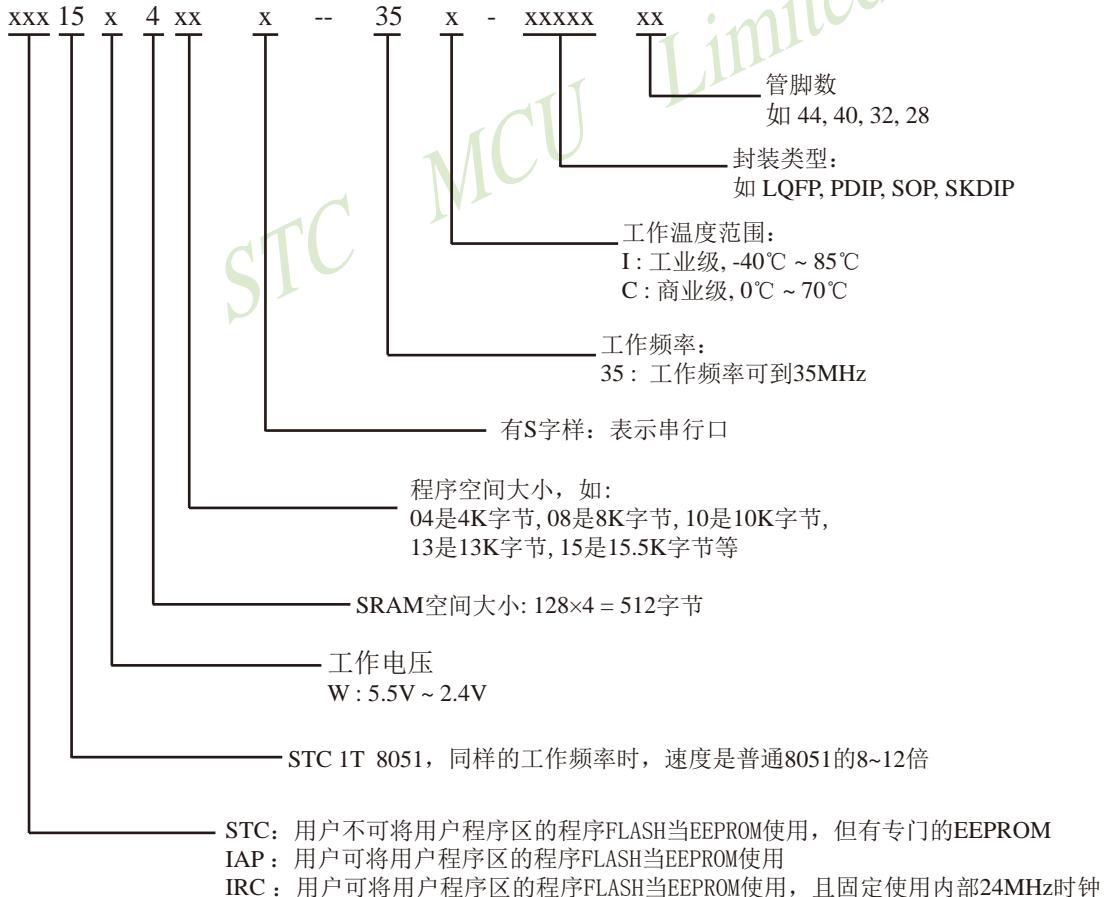 xxx 15 x 4 xx x -- 35 x - xxxxx xx
管脚数
如 44, 40, 32, 28
封装类型：
如 LQFP, PDIP, SOP, SKDIP
工作温度范围：
I : 工业级, -40℃ ~ 85℃
C : 商业级, 0℃ ~ 70℃
工作频率：
35 : 工作频率可到35MHz
有S字样：表示串行口
程序空间大小，如:
04是4K字节, 08是8K字节, 10是10K字节,
13是13K字节, 15是15.5K字节等
SRAM空间大小: 128×4 = 512字节
工作电压
W : 5.5V ~ 2.4V
STC 1T 8051，同样的工作频率时，速度是普通8051的8~12倍
STC：用户不可将用户程序区的程序FLASH当EEPROM使用，但有专门的EEPROM
IAP：用户可将用户程序区的程序FLASH当EEPROM使用
IRC：用户可将用户程序区的程序FLASH当EEPROM使用，且固定使用内部24MHz时钟
STC MCU Limited